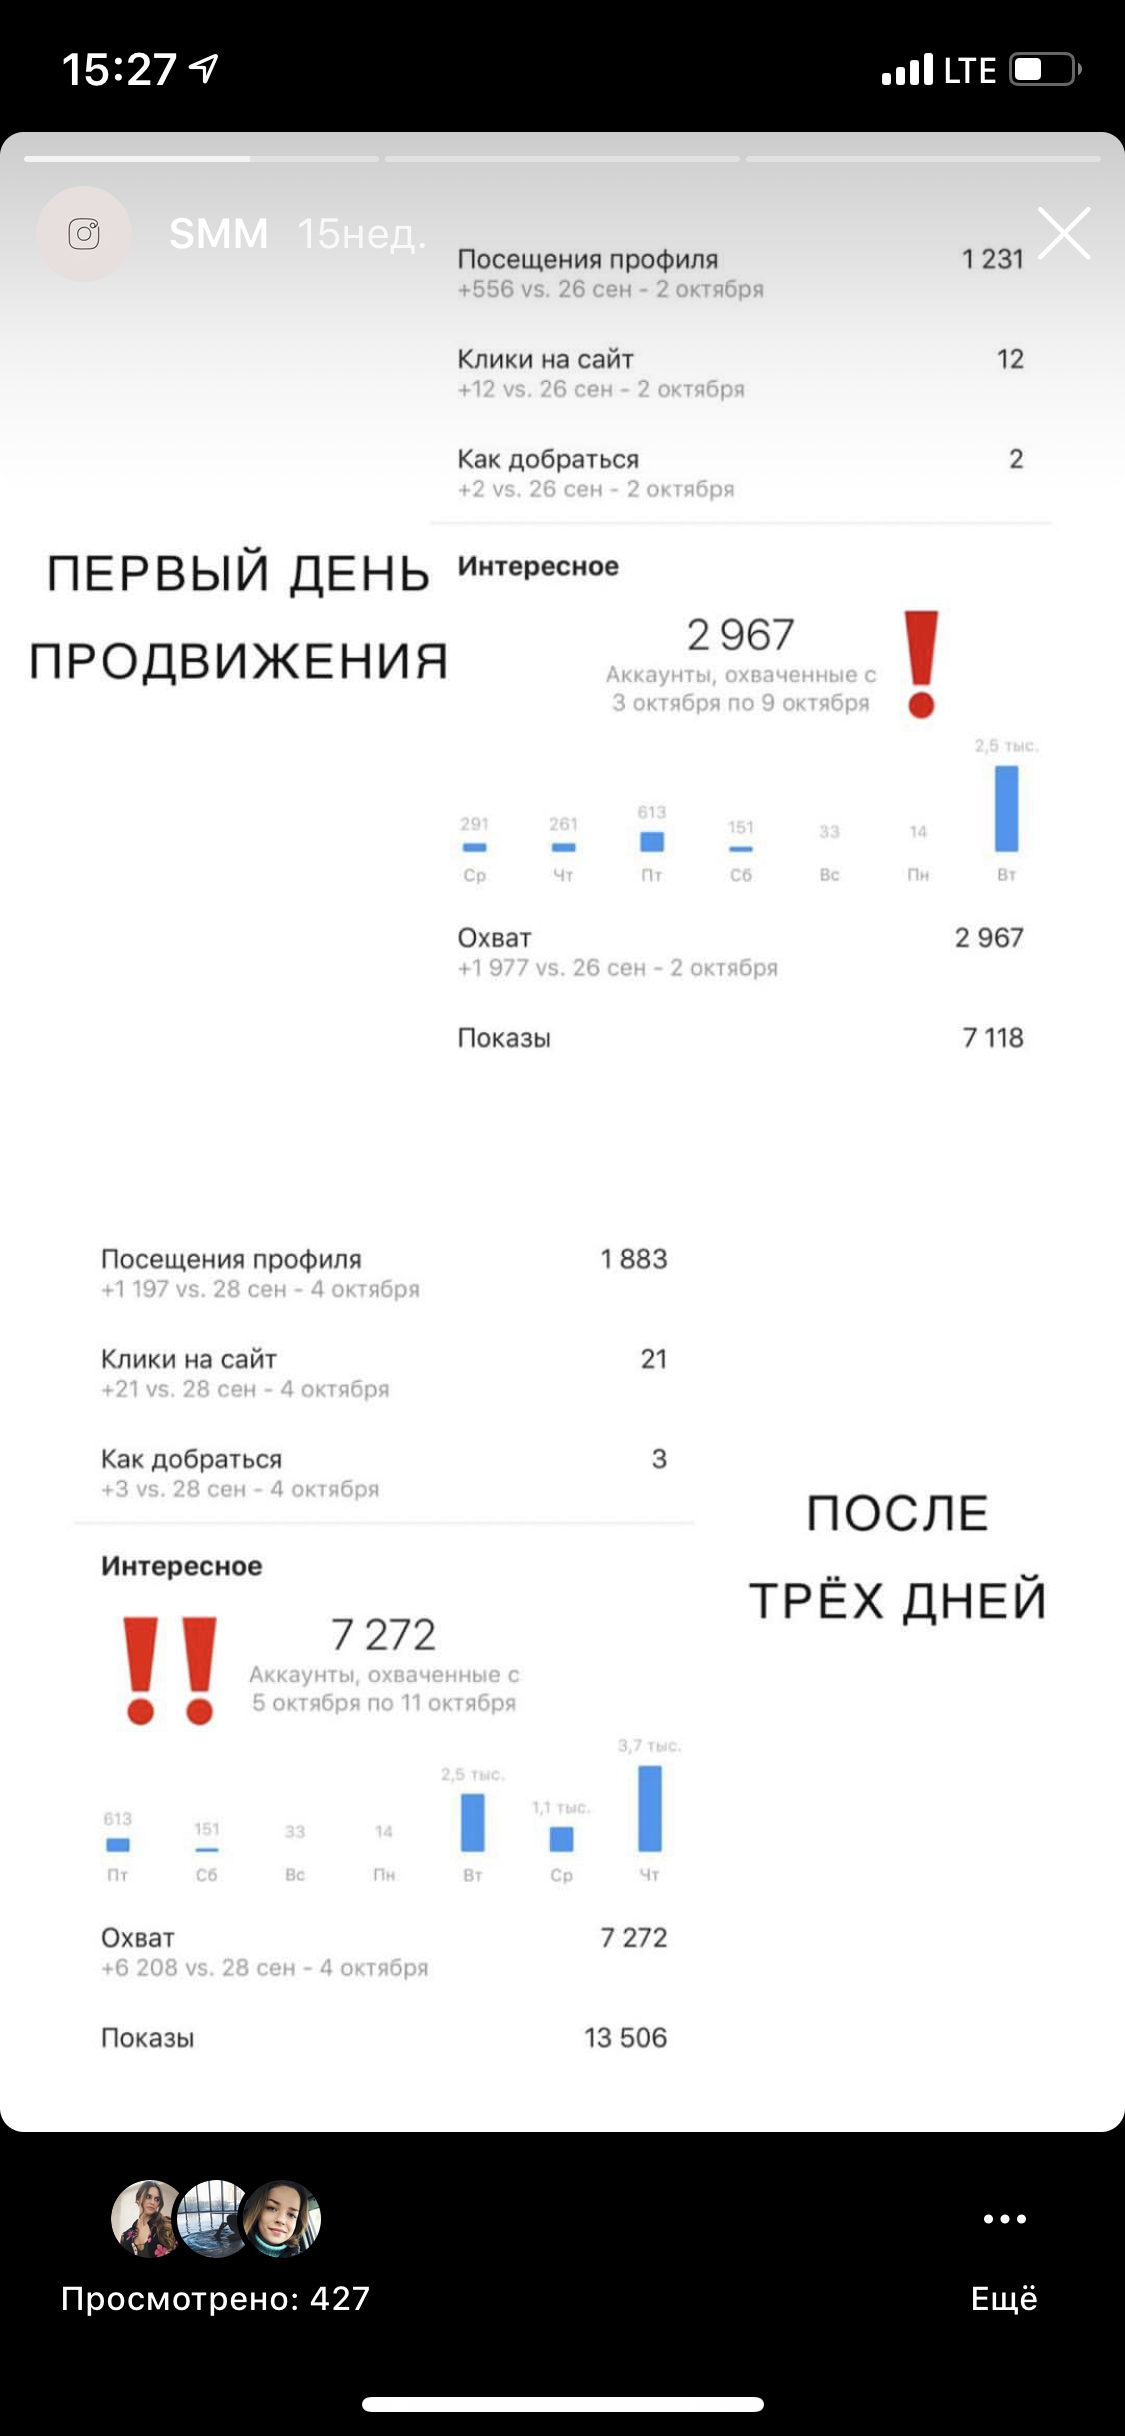 15:27
LTE
SMM 15нед.
Посещения профиля 1 231
+556 vs. 26 сен - 2 октября
Клики на сайт 12
+12 vs. 26 сен - 2 октября
Как добраться 2
+2 vs. 26 сен - 2 октября
ПЕРВЫЙ ДЕНЬ
ПРОДВИЖЕНИЯ
Интересное
2 967
Аккаунты, охваченные с
3 октября по 9 октября
2,5 тыс.
291 261 613 151 33 14
Ср Чт Пт Сб Вс Пн Вт
Охват 2 967
+1 977 vs. 26 сен - 2 октября
Показы 7 118
Посещения профиля 1 883
+1 197 vs. 28 сен - 4 октября
Клики на сайт 21
+21 vs. 28 сен - 4 октября
Как добраться 3
+3 vs. 28 сен - 4 октября
ПОСЛЕ
ТРЁХ ДНЕЙ
Интересное
7 272
Аккаунты, охваченные с
5 октября по 11 октября
613 151 33 14 2,5 тыс. 1,1 тыс. 3,7 тыс.
Пт Сб Вс Пн Вт Ср Чт
Охват 7 272
+6 208 vs. 28 сен - 4 октября
Показы 13 506
Просмотрено: 427
Ещё